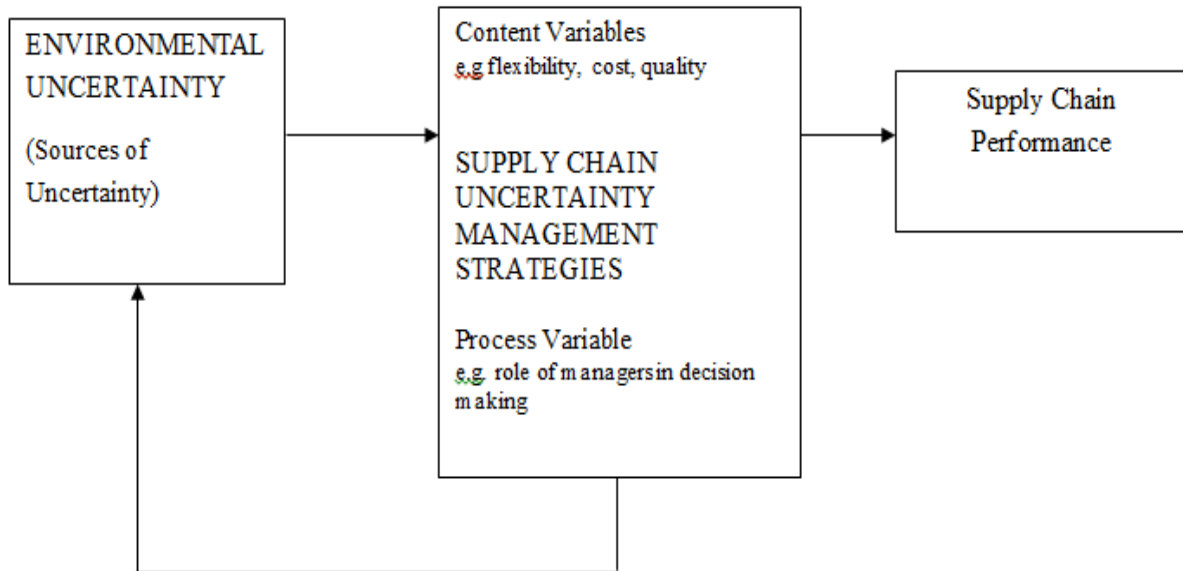 ENVIRONMENTAL
UNCERTAINTY
(Sources of
Uncertainty)
Content Variables
e.g flexibility, cost, quality
SUPPLY CHAIN
UNCERTAINTY
MANAGEMENT
STRATEGIES
Process Variable
e.g. role of managers in decision
making
Supply Chain
Performance